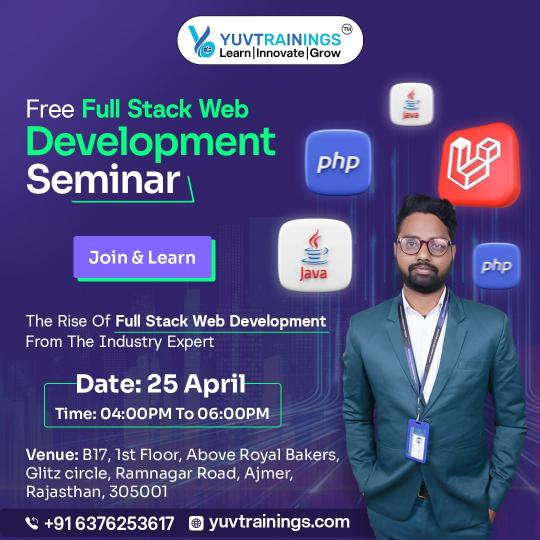 YUVTRAININGS TM
Learn|Innovate|Grow
Free Full Stack Web
Development
Seminar
Java
php
Java
php
Join & Learn
The Rise Of Full Stack Web Development
From The Industry Expert
Date: 25 April
Time: 04:00PM To 06:00PM
Venue: B17, 1st Floor, Above Royal Bakers,
Glitz circle, Ramnagar Road, Ajmer,
Rajasthan, 305001
+91 6376253617 yuvtrainings.com